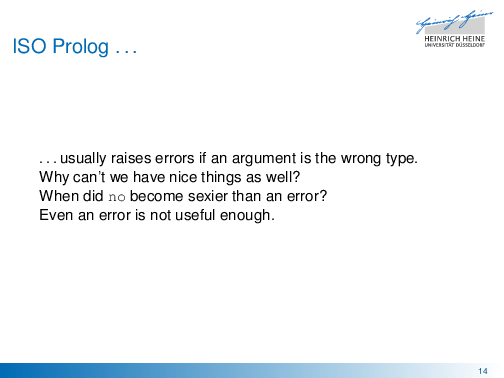 ISO Prolog ...
HEINRICH HEINE
UNIVERSITÄT DÜSSELDORF
... usually raises errors if an argument is the wrong type.
Why can't we have nice things as well?
When did no become sexier than an error?
Even an error is not useful enough.
14